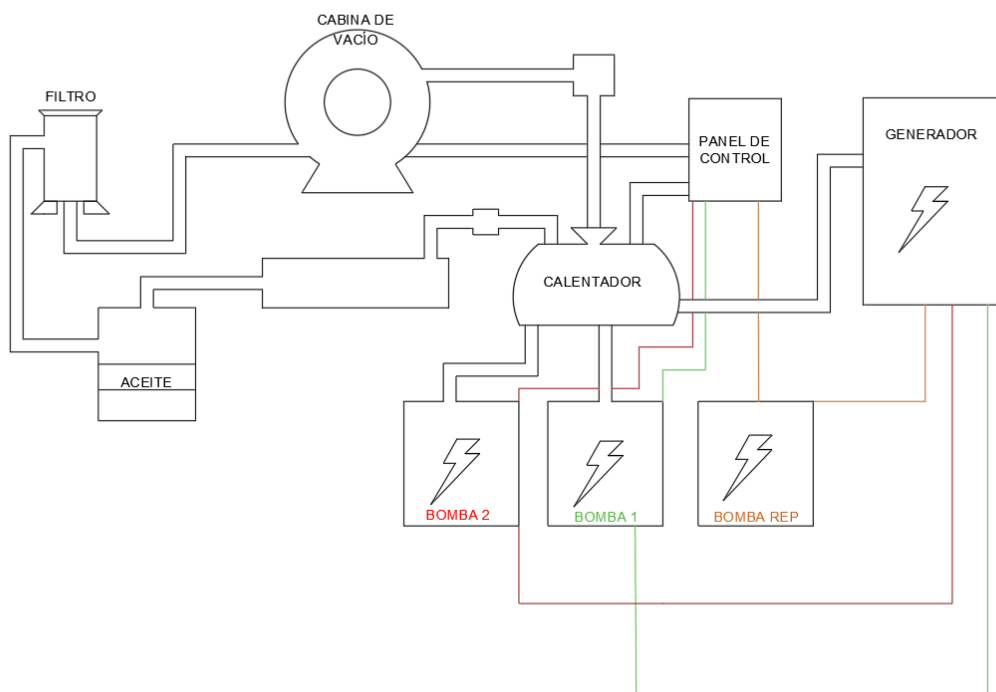 CABINA DE
VACÍO
FILTRO
PANEL DE
CONTROL
GENERADOR
CALENTADOR
ACEITE
BOMBA 2
BOMBA 1
BOMBA REP